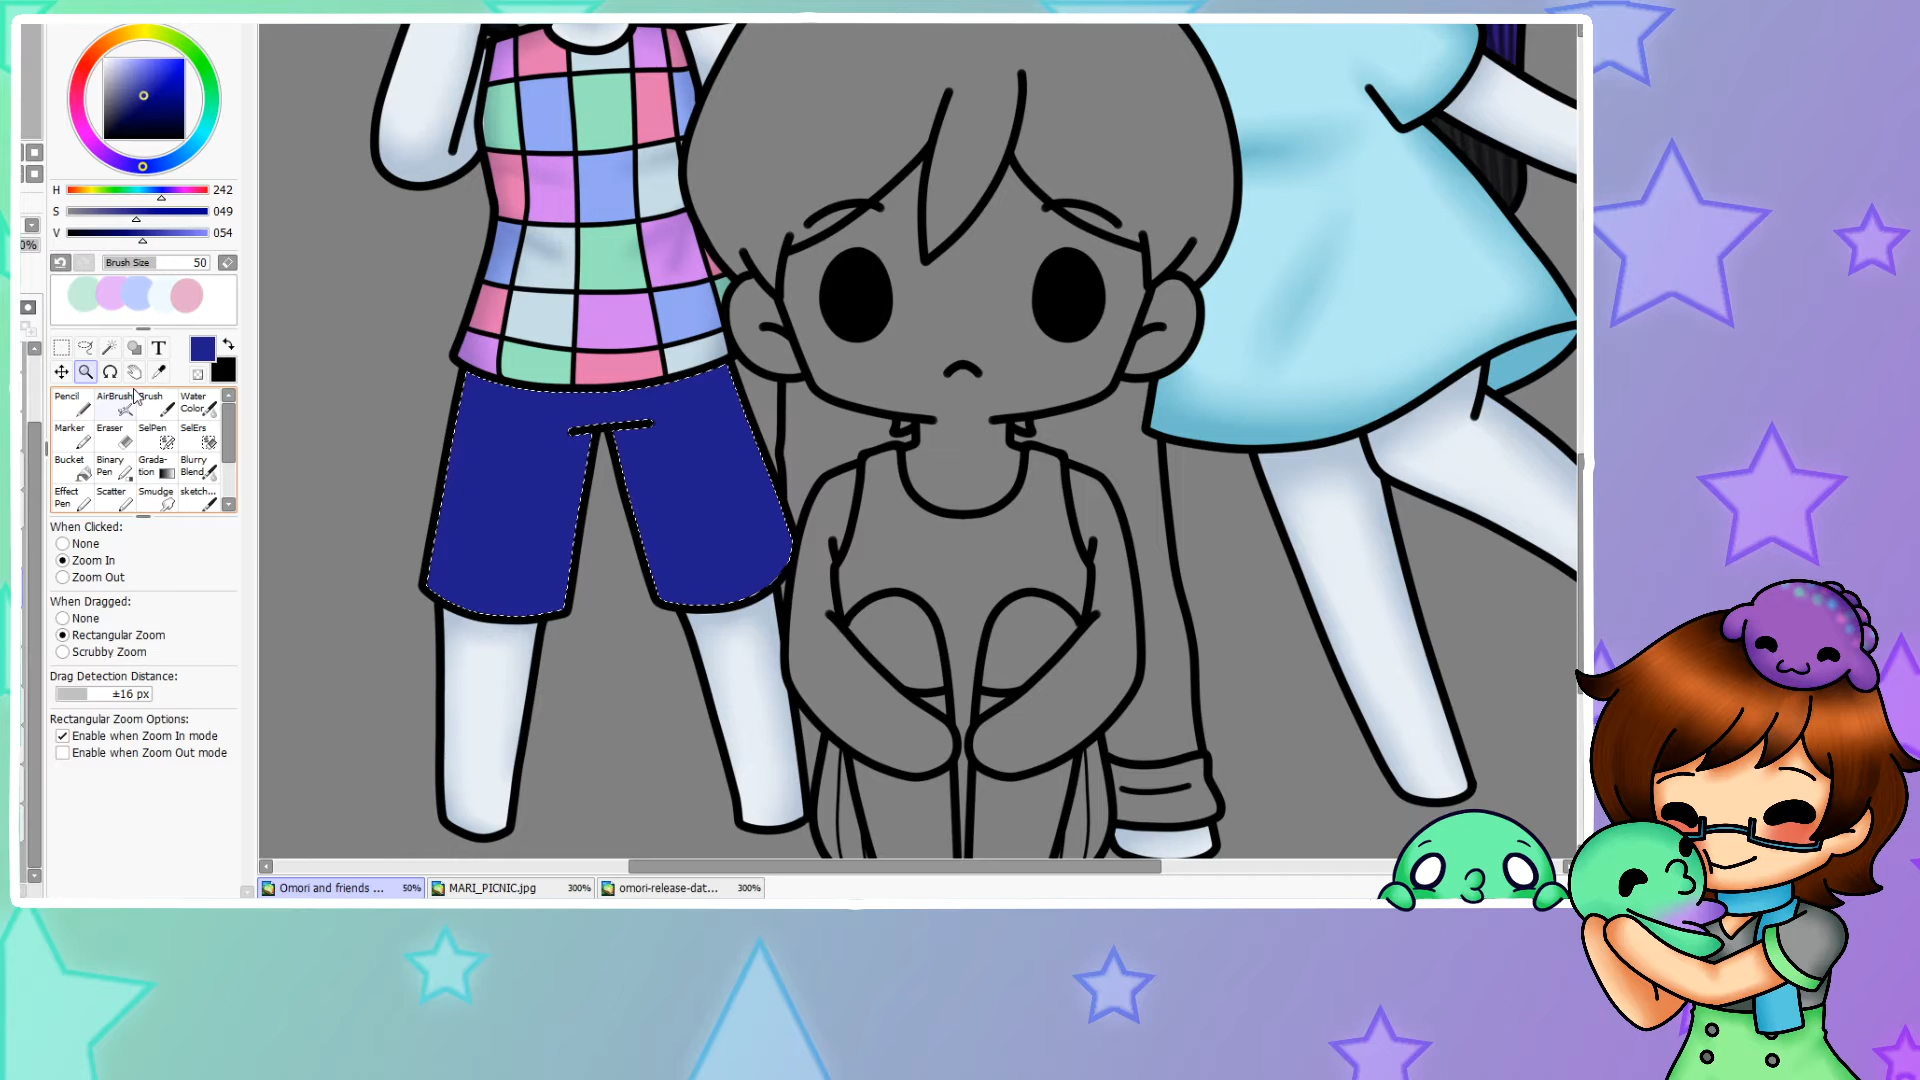 H 242
S 049
V 054
0%
Brush Size 50
T
Pencil AirBrush Brush Water Color
Marker Eraser SelPen SelErs
Bucket Binary Pen Grada-tion Blurry Blend
Effect Pen Scatter Smudge sketch...
When Clicked:
None
Zoom In
Zoom Out
When Dragged:
None
Rectangular Zoom
Scrubby Zoom
Drag Detection Distance:
±16 px
Rectangular Zoom Options:
Enable when Zoom In mode
Enable when Zoom Out mode
Omori and friends ... 50% MARI_PICNIC.jpg 300% omori-release-dat... 300%